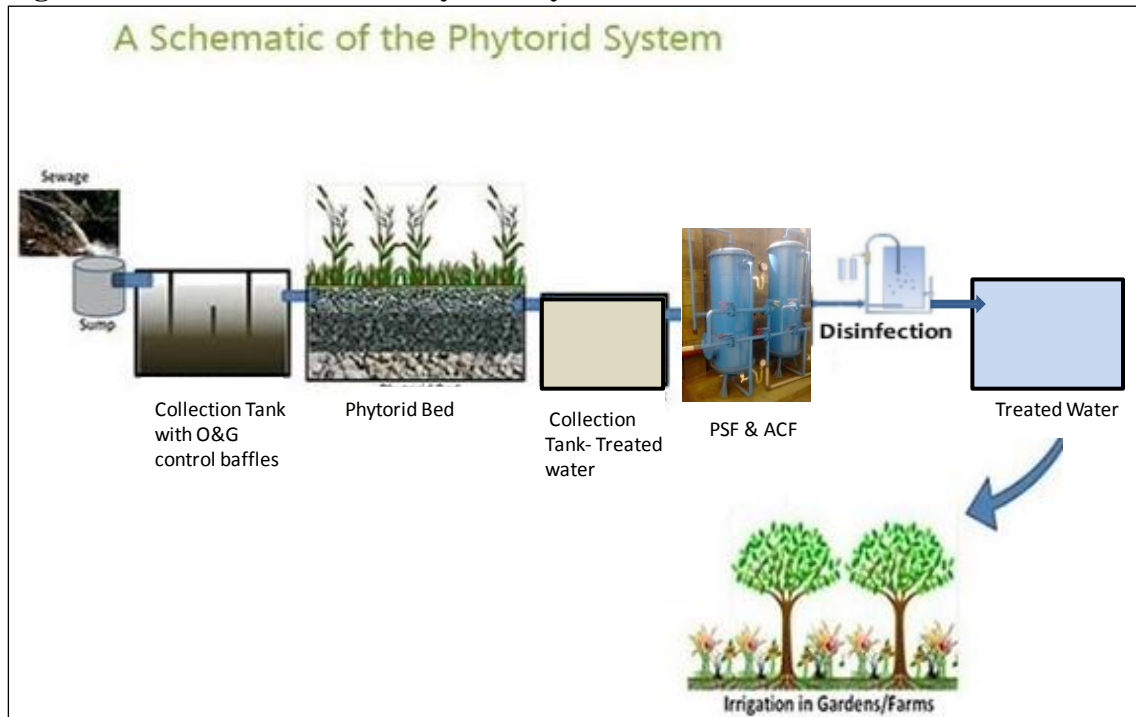 A Schematic of the Phytorid System
Sewage
Sump
Collection Tank
with O&G
control baffles
Phytorid Bed
Collection
Tank- Treated
water
PSF & ACF
Disinfection
Treated Water
Irrigation in Gardens/Farms